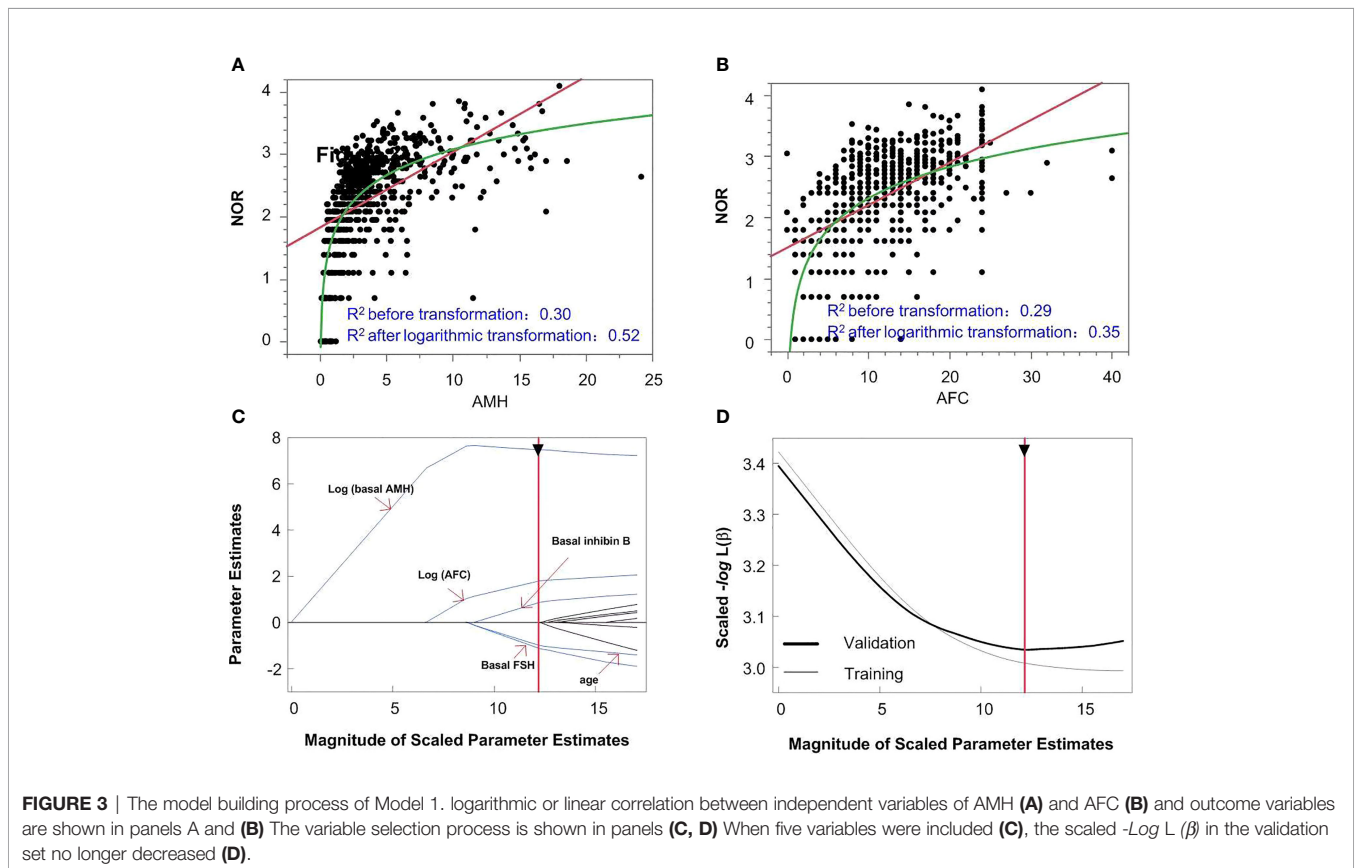 A
B
NOR
4
3
2
1
0
Fi
R² before transformation: 0.30
R² after logarithmic transformation: 0.52
0 5 10 15 20 25
AMH
NOR
4
3
2
1
0
R² before transformation: 0.29
R² after logarithmic transformation: 0.35
0 10 20 30 40
AFC
C
D
Parameter Estimates
8
6
4
2
0
-2
Log (basal AMH)
Log (AFC)
Basal inhibin B
Basal FSH
age
0 5 10 15
Magnitude of Scaled Parameter Estimates
Scaled -log L(β)
3.4
3.3
3.2
3.1
3.0
Validation
Training
0 5 10 15
Magnitude of Scaled Parameter Estimates
FIGURE 3 | The model building process of Model 1. logarithmic or linear correlation between independent variables of AMH (A) and AFC (B) and outcome variables
are shown in panels A and (B) The variable selection process is shown in panels (C, D) When five variables were included (C), the scaled -Log L (β) in the validation
set no longer decreased (D).